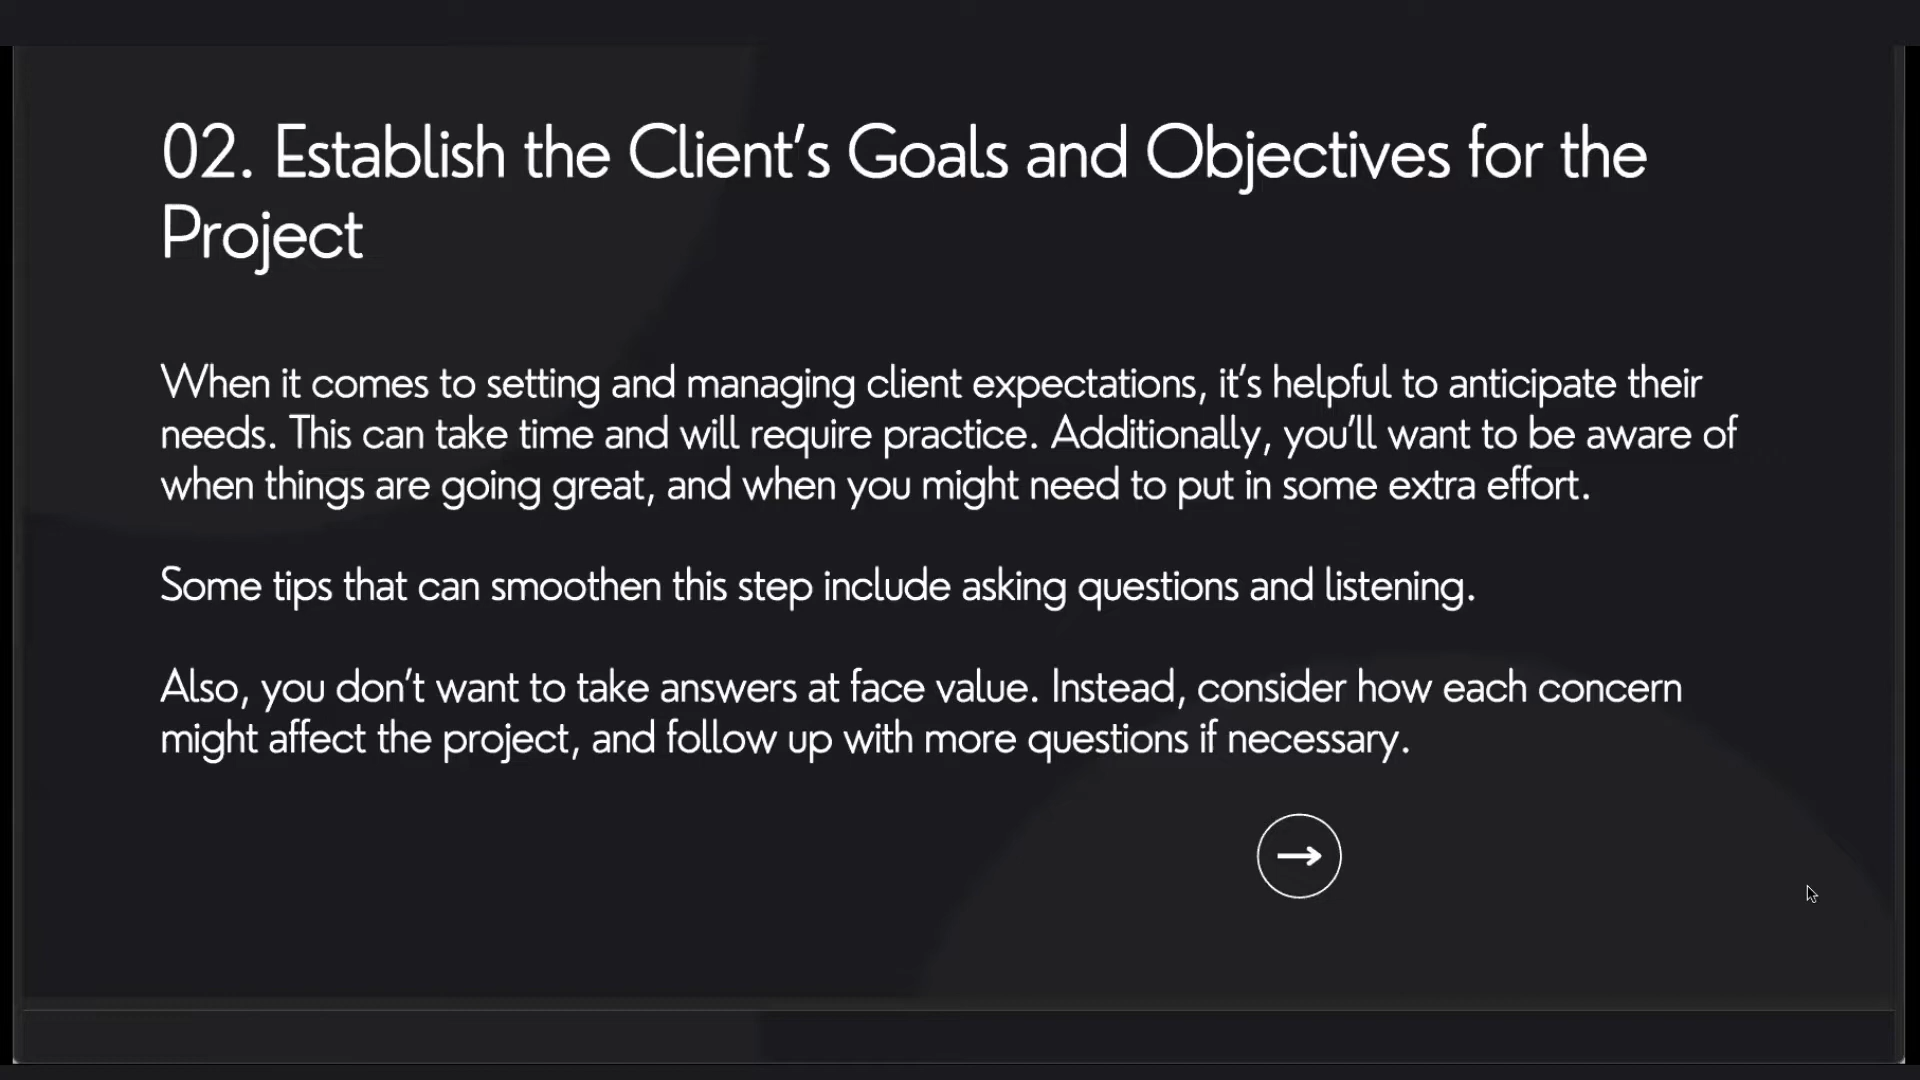 02. Establish the Client’s Goals and Objectives for the
Project
When it comes to setting and managing client expectations, it’s helpful to anticipate their
needs. This can take time and will require practice. Additionally, you’ll want to be aware of
when things are going great, and when you might need to put in some extra effort.
Some tips that can smoothen this step include asking questions and listening.
Also, you don’t want to take answers at face value. Instead, consider how each concern
might affect the project, and follow up with more questions if necessary.